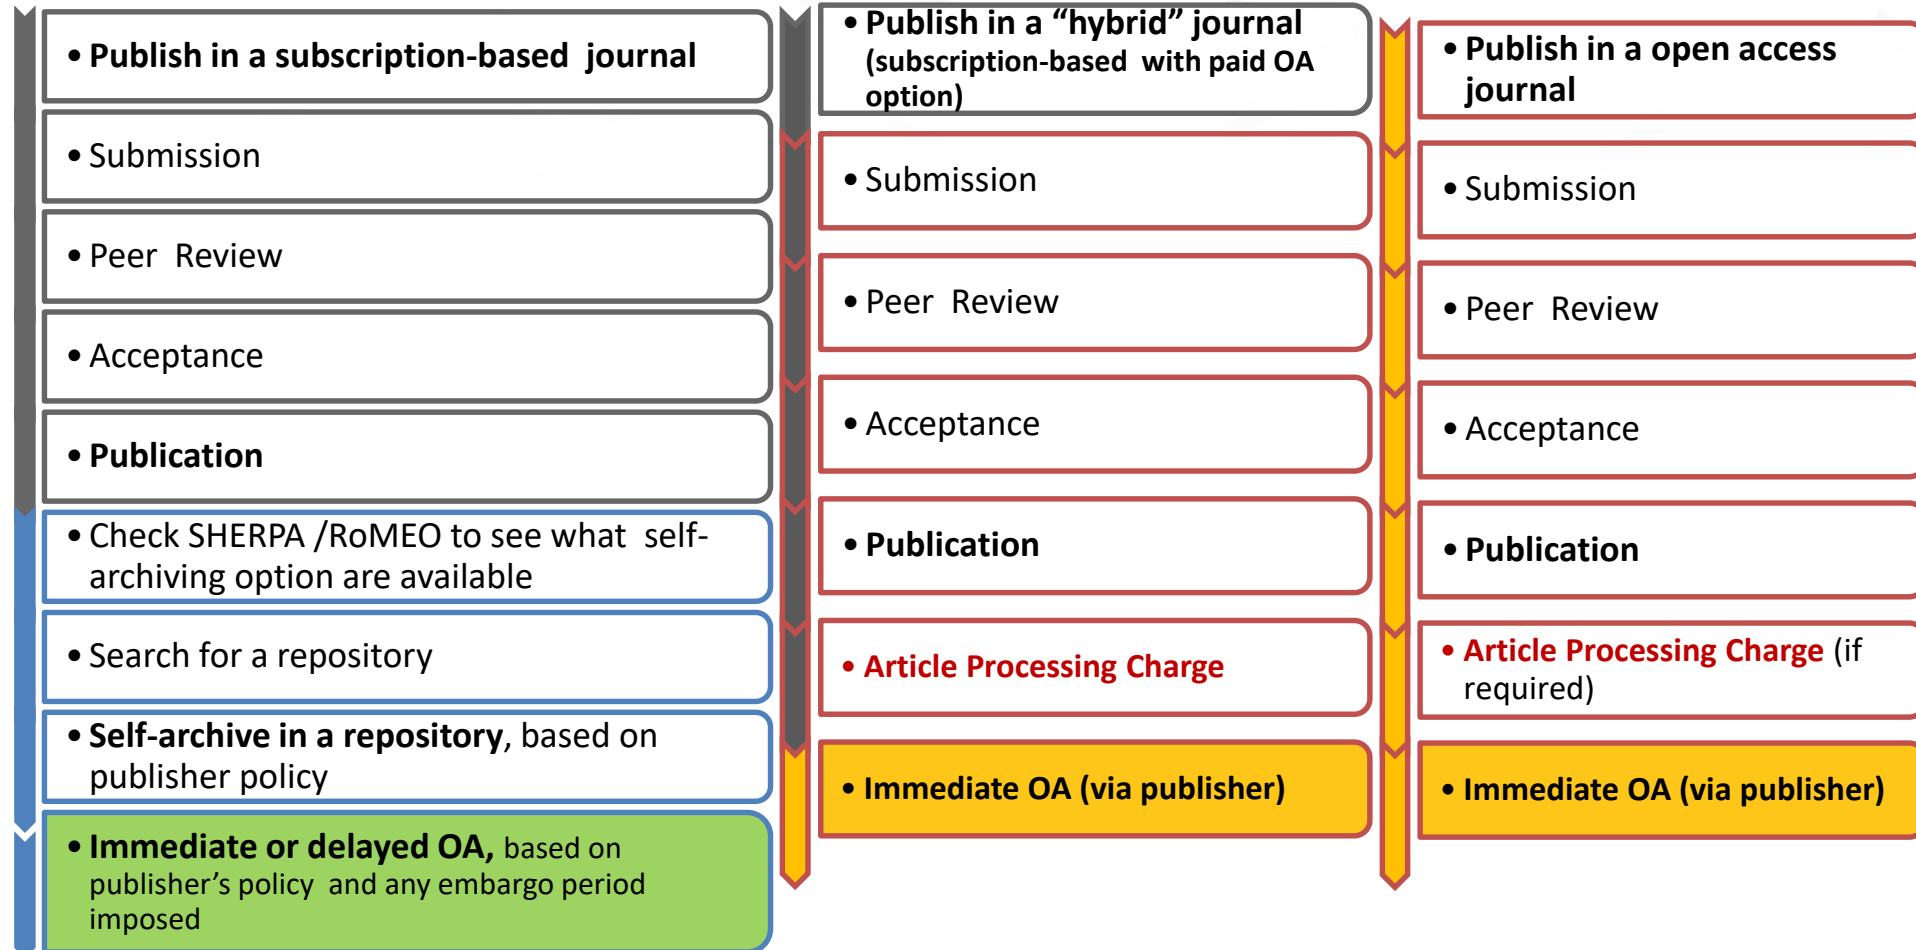 • Publish in a subscription-based journal
• Submission
• Peer Review
• Acceptance
• Publication
• Check SHERPA /RoMEO to see what self-
archiving option are available
• Search for a repository
• Self-archive in a repository, based on
publisher policy
• Immediate or delayed OA, based on
publisher’s policy and any embargo period
imposed
• Publish in a “hybrid” journal
(subscription-based with paid OA
option)
• Submission
• Peer Review
• Acceptance
• Publication
• Article Processing Charge
• Immediate OA (via publisher)
• Publish in a open access
journal
• Submission
• Peer Review
• Acceptance
• Publication
• Article Processing Charge (if
required)
• Immediate OA (via publisher)